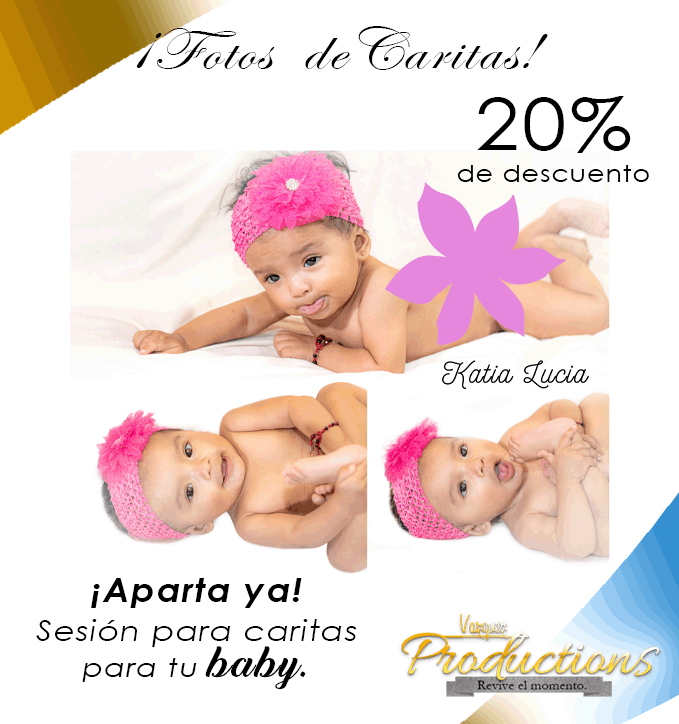 ¡Fotos de Caritas!
20%
de descuento
Katia Lucia
¡Aparta ya!
Sesión para caritas
para tu baby.
Vazquez
Productions
Revive el momento.